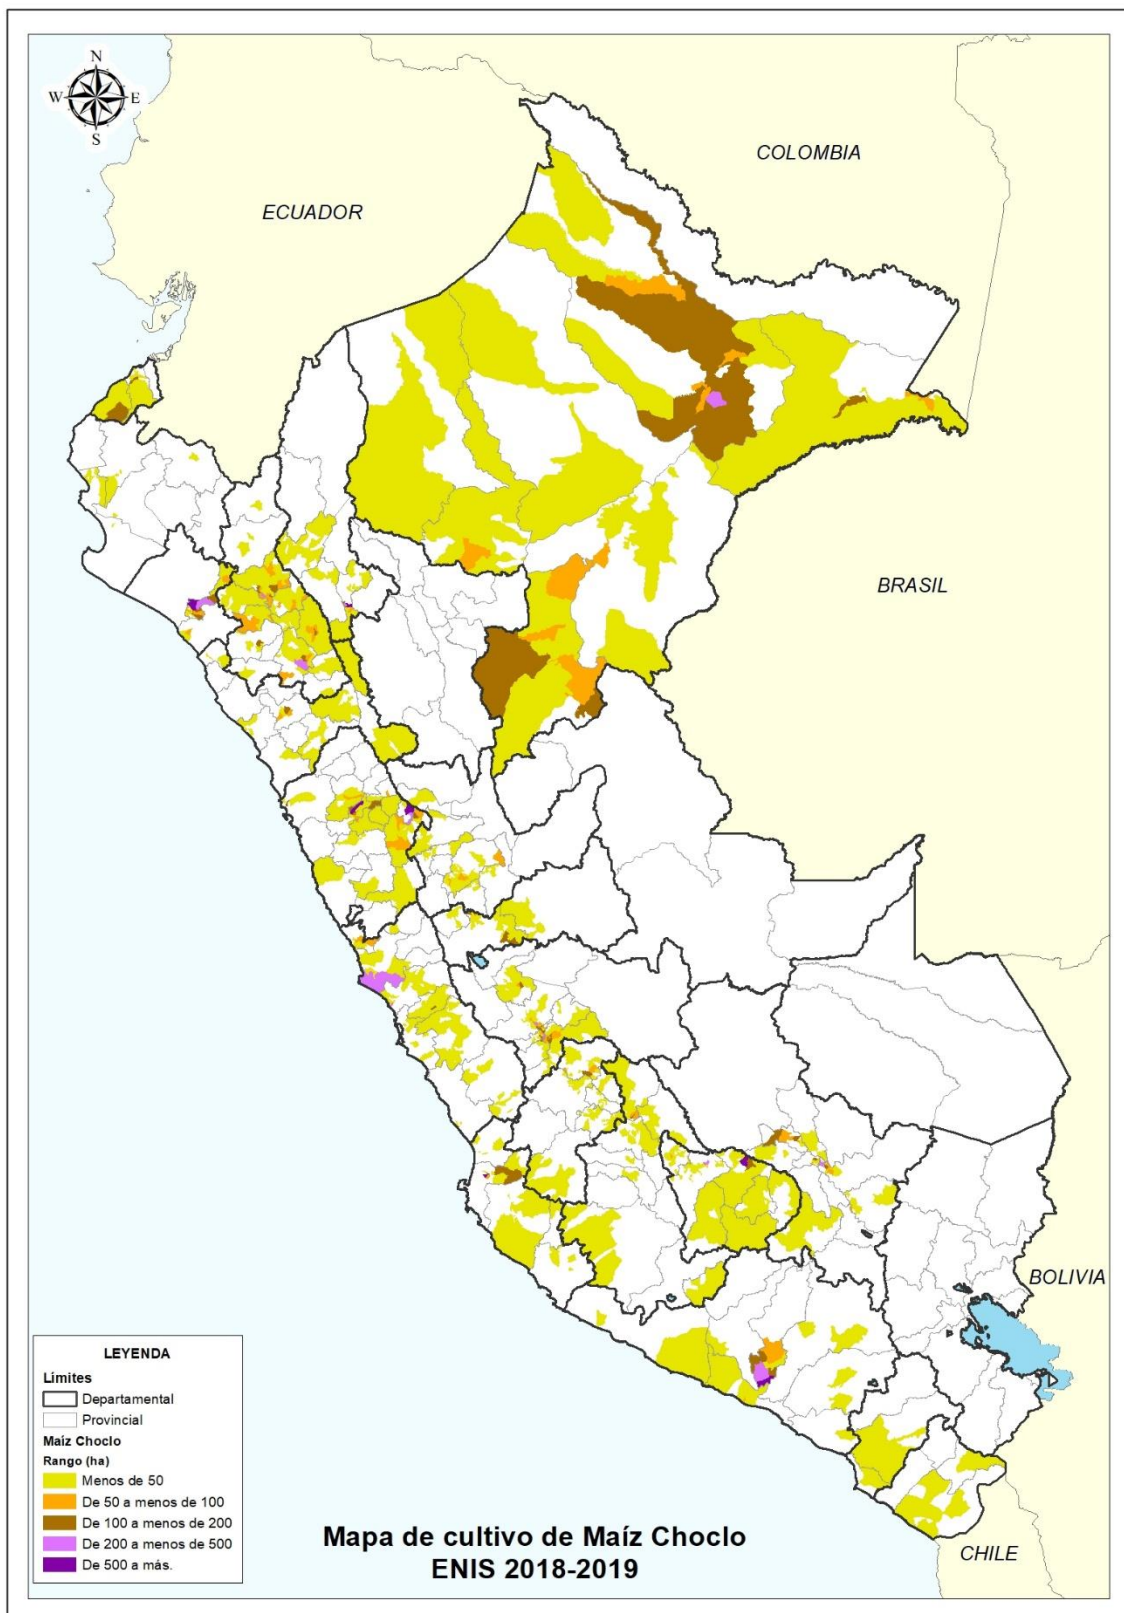 N
W E
S
COLOMBIA
ECUADOR
BRASIL
BOLIVIA
CHILE
LEYENDA
Límites
Departamental
Provincial
Maíz Choclo
Rango (ha)
Menos de 50
De 50 a menos de 100
De 100 a menos de 200
De 200 a menos de 500
De 500 a más.
Mapa de cultivo de Maíz Choclo
ENIS 2018-2019